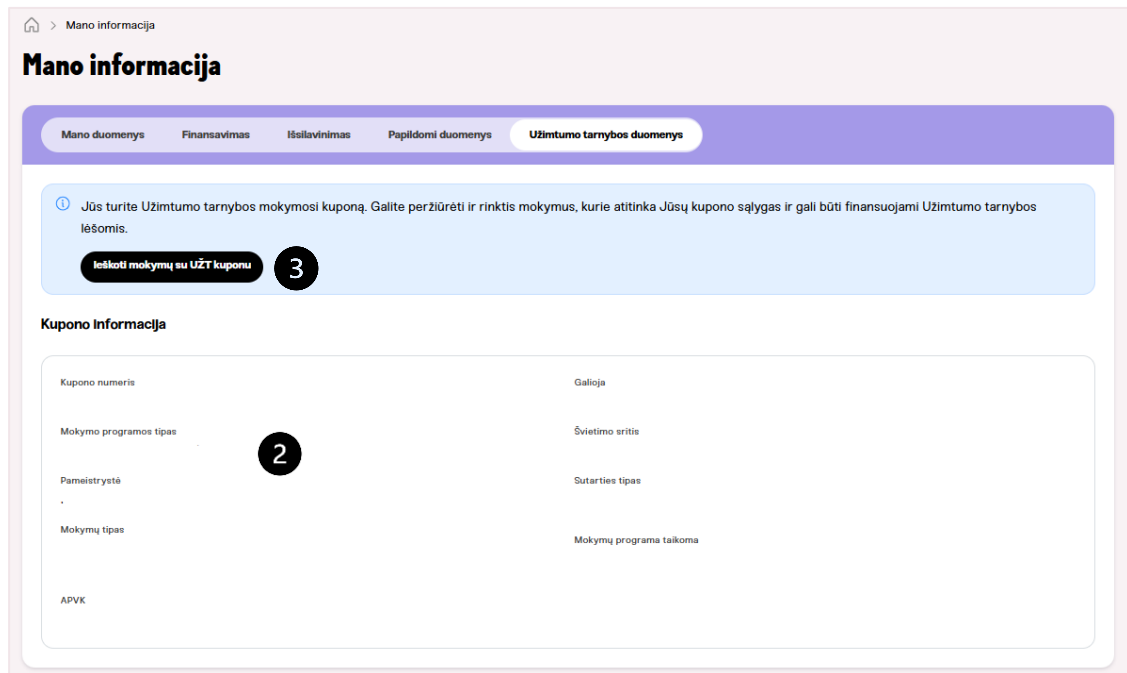 Mano informacija
Mano informacija
Mano duomenys Finansavimas Išsilavinimas Papildomi duomenys Užimtumo tarnybos duomenys
Jūs turite Užimtumo tarnybos mokymosi kuponą. Galite peržiūrėti ir rinktis mokymus, kurie atitinka Jūsų kupono sąlygas ir gali būti finansuojami Užimtumo tarnybos
lėšomis.
Ieškoti mokymų su UŽT kuponu 3
Kupono informacija
Kupono numeris Galioja
Mokymo programos tipas Švietimo sritis
2
Pameistrystė Sutarties tipas
Mokymų tipas
Mokymų programa taikoma
APVK